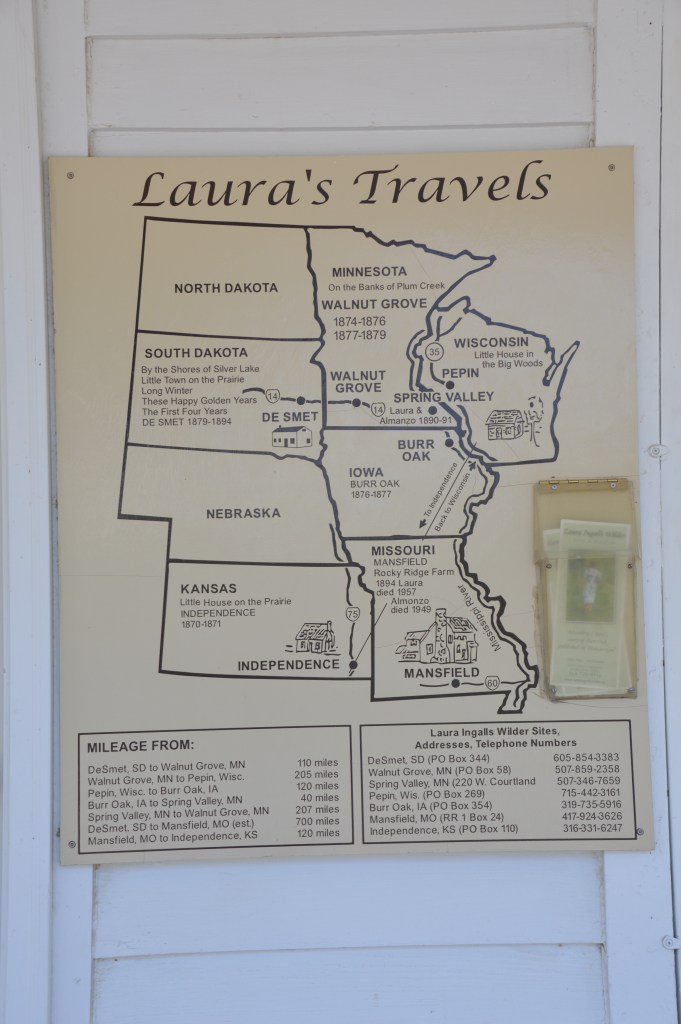 Laura's Travels
NORTH DAKOTA
MINNESOTA
On the Banks of Plum Creek
WALNUT GROVE
1874-1876
1877-1879
35
WISCONSIN
Little House in
the Big Woods
PEPIN
SOUTH DAKOTA
By the Shores of Silver Lake
Little Town on the Prairie
Long Winter
These Happy Golden Years
The First Four Years
DE SMET 1879-1894
14
DE SMET
WALNUT
GROVE
14
SPRING VALLEY
Laura &
Almanzo 1890-91
BURR
OAK
IOWA
BURR OAK
1876-1877
To Independence
Back to Wisconsin
NEBRASKA
MISSOURI
MANSFIELD
Rocky Ridge Farm
1894 Laura
died 1957
Almonzo
died 1949
KANSAS
Little House on the Prairie
INDEPENDENCE
1870-1871
75
INDEPENDENCE
Mississippi River
MANSFIELD
60
MILEAGE FROM:
DeSmet, SD to Walnut Grove, MN 110 miles
Walnut Grove, MN to Pepin, Wisc. 205 miles
Pepin, Wisc. to Burr Oak, IA 120 miles
Burr Oak, IA to Spring Valley, MN 40 miles
Spring Valley, MN to Walnut Grove, MN 207 miles
DeSmet, SD to Mansfield, MO (est.) 700 miles
Mansfield, MO to Independence, KS 120 miles
Laura Ingalls Wilder Sites,
Addresses, Telephone Numbers
DeSmet, SD (PO Box 344) 605-854-3383
Walnut Grove, MN (PO Box 58) 507-859-2358
Spring Valley, MN (220 W. Courtland 507-346-7659
Pepin, Wis. (PO Box 269) 715-442-3161
Burr Oak, IA (PO Box 354) 319-735-5916
Mansfield, MO (RR 1 Box 24) 417-924-3626
Independence, KS (PO Box 110) 316-331-6247